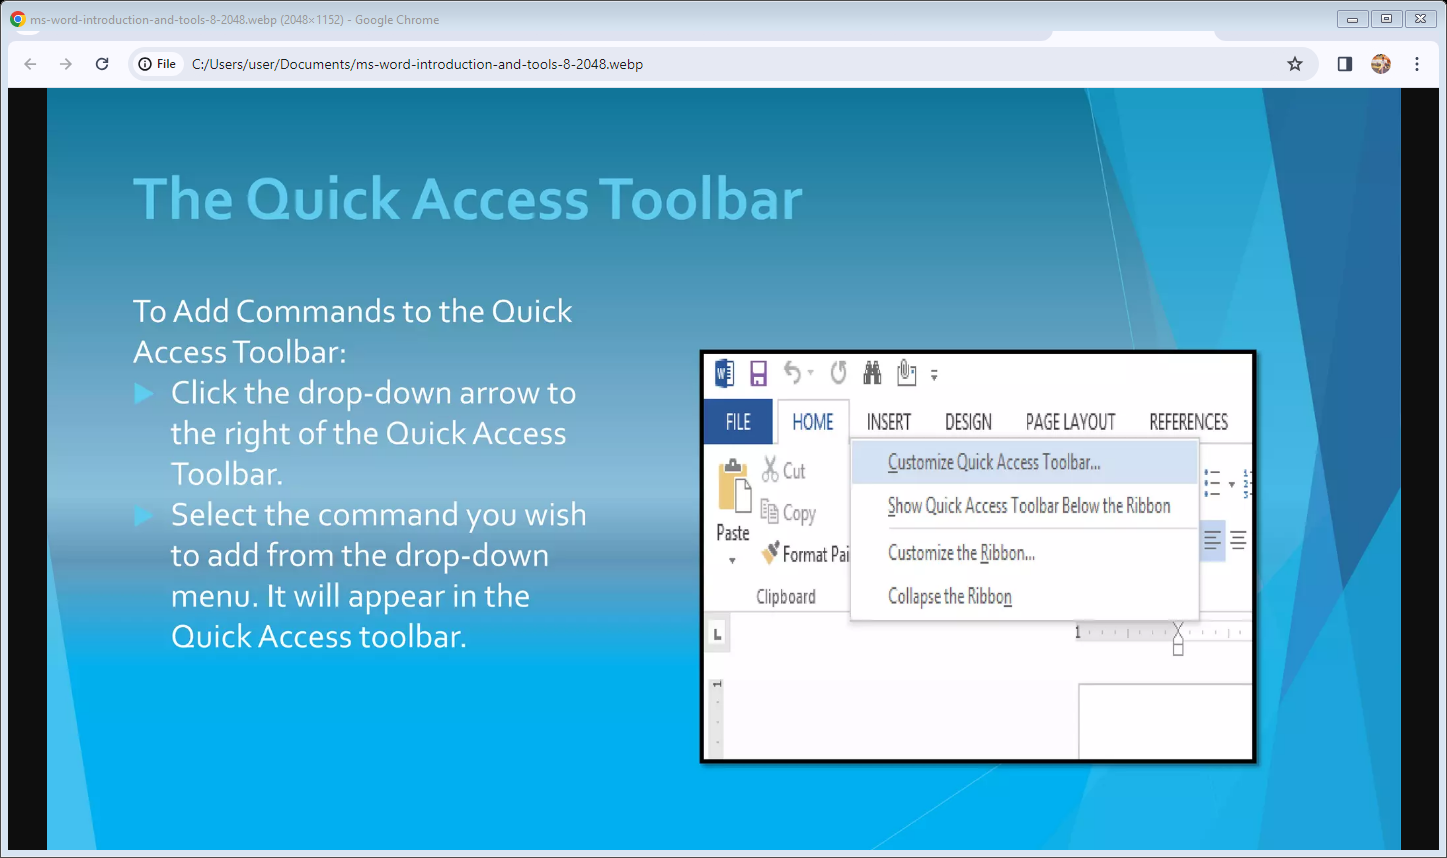 ms-word-introduction-and-tools-8-2048.webp (2048×1152) - Google Chrome
File C:/Users/user/Documents/ms-word-introduction-and-tools-8-2048.webp
The Quick Access Toolbar
To Add Commands to the Quick
Access Toolbar:
Click the drop-down arrow to
the right of the Quick Access
Toolbar.
Select the command you wish
to add from the drop-down
menu. It will appear in the
Quick Access toolbar.
FILE HOME INSERT DESIGN PAGE LAYOUT REFERENCES
Cut
Copy
Paste
Format Pai
Clipboard
Customize Quick Access Toolbar...
Show Quick Access Toolbar Below the Ribbon
Customize the Ribbon...
Collapse the Ribbon
L
1
1